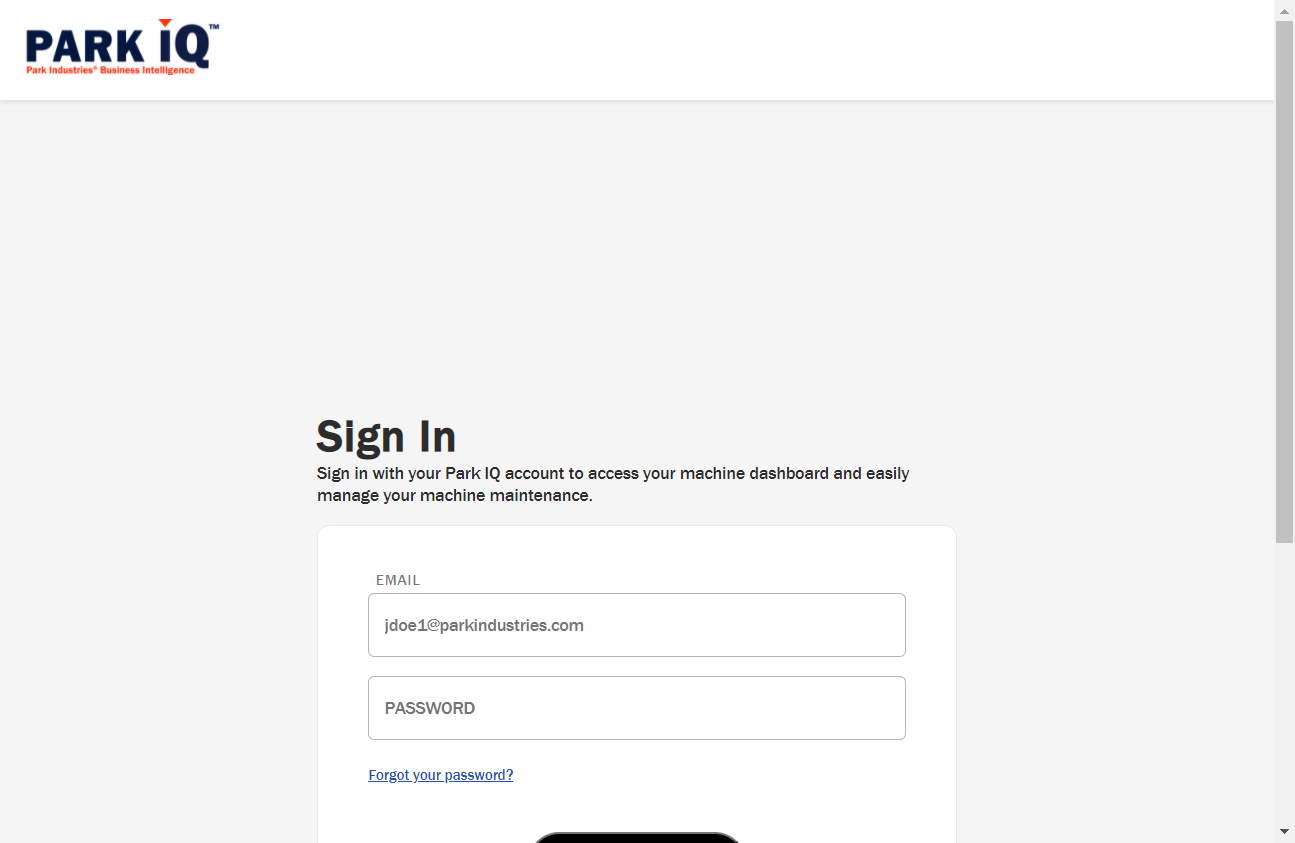 PARK iQ™
Park Industries® Business Intelligence
Sign In
Sign in with your Park IQ account to access your machine dashboard and easily
manage your machine maintenance.
EMAIL
jdoe1@parkindustries.com
PASSWORD
Forgot your password?